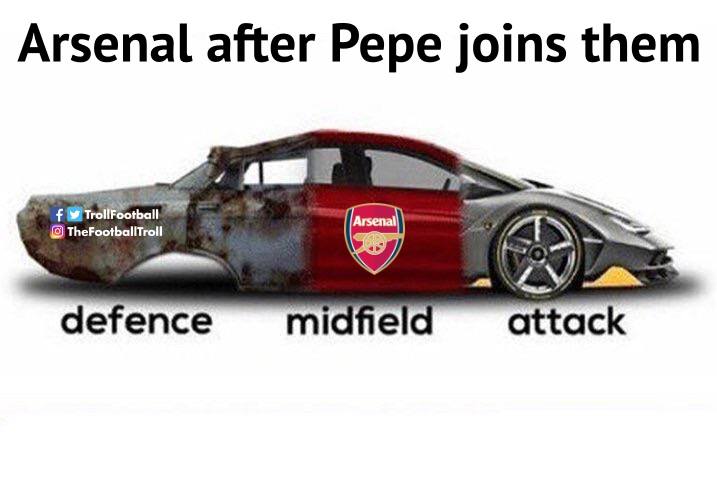 Arsenal after Pepe joins them
TrollFootball
TheFootballTroll
Arsenal
defence midfield attack